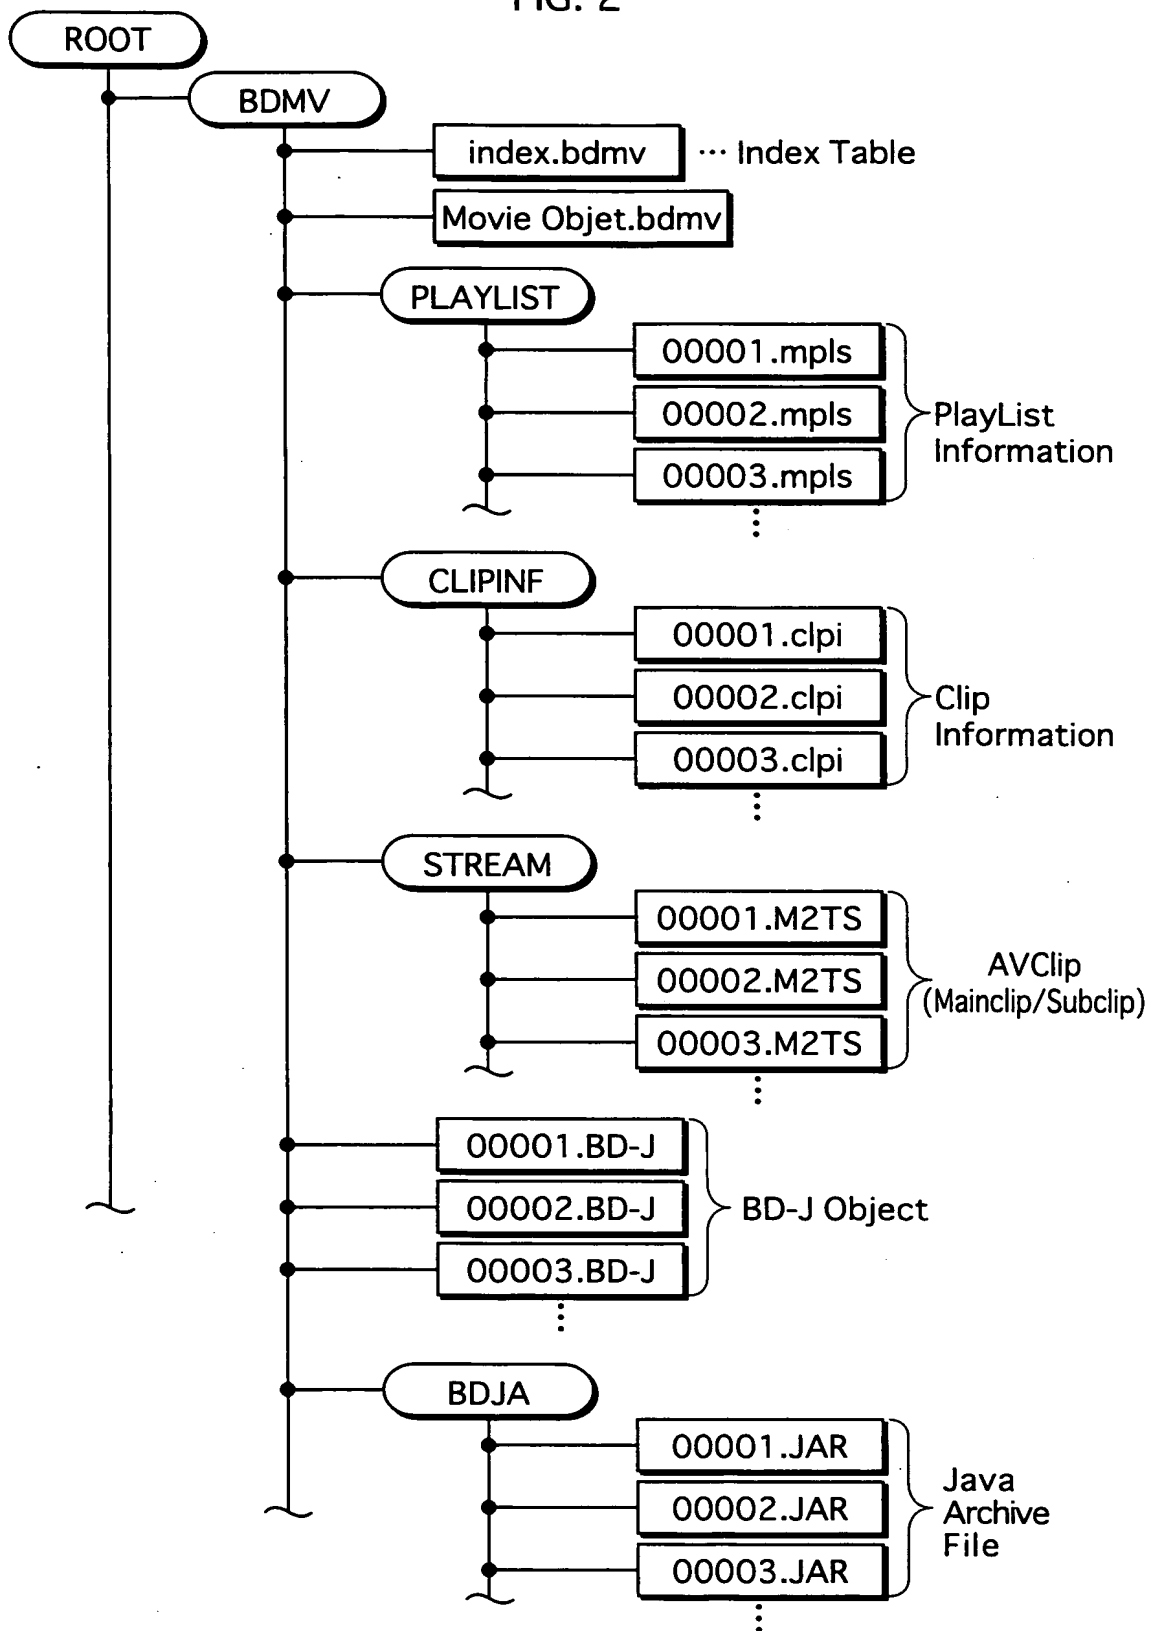 FIG. 2
ROOT
BDMV
index.bdmv ··· Index Table
Movie Objet.bdmv
PLAYLIST
00001.mpls
00002.mpls
00003.mpls
PlayList
Information
CLIPINF
00001.clpi
00002.clpi
00003.clpi
Clip
Information
STREAM
00001.M2TS
00002.M2TS
00003.M2TS
AVClip
(Mainclip/Subclip)
00001.BD-J
00002.BD-J
00003.BD-J
BD-J Object
BDJA
00001.JAR
00002.JAR
00003.JAR
Java
Archive
File